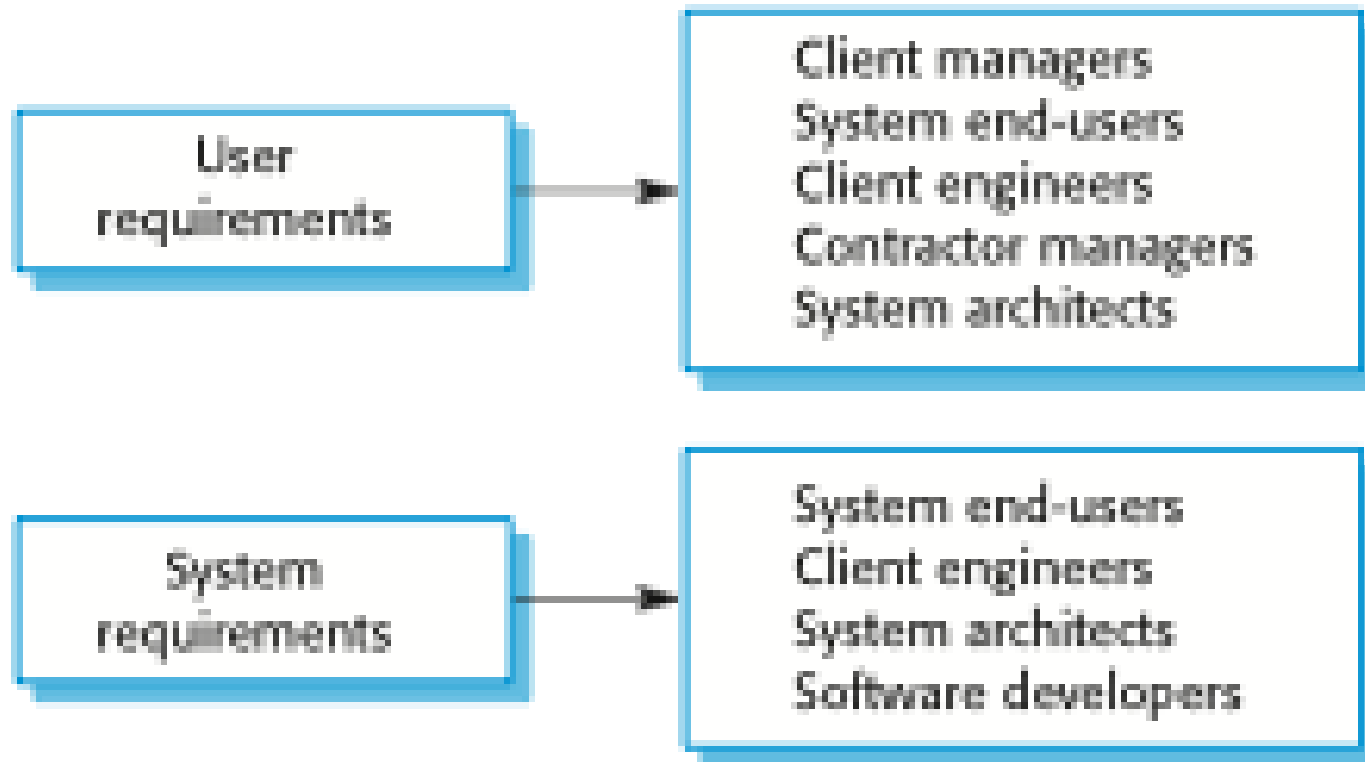 User
requirements
Client managers
System end-users
Client engineers
Contractor managers
System architects
System
requirements
System end-users
Client engineers
System architects
Software developers